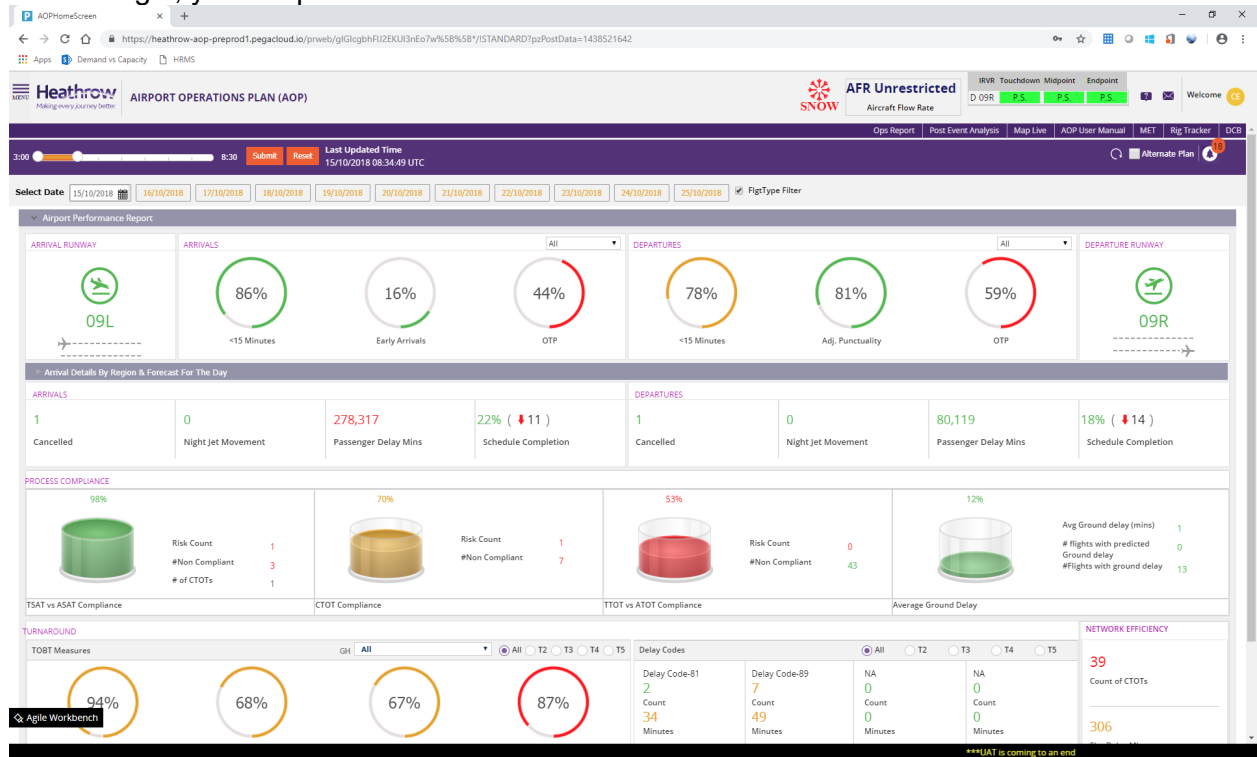 AOPHomeScreen
https://heathrow-aop-preprod1.pegacloud.io/prweb/gIGIcgbhFIJ2EKUI3nEo7w%5B%5B*/!STANDARD?pzPostData=1438521642
Apps Demand vs Capacity HRMS
MENU Heathrow
Making every journey better
AIRPORT OPERATIONS PLAN (AOP)
SNOW
AFR Unrestricted
Aircraft Flow Rate
IRVR Touchdown Midpoint Endpoint
D 09R P.S. P.S. P.S.
Welcome CE
Ops Report Post Event Analysis Map Live AOP User Manual MET Rig Tracker DCB
3:00 8:30 Submit Reset
Last Updated Time
15/10/2018 08:34:49 UTC
Alternate Plan 18
Select Date 15/10/2018 16/10/2018 17/10/2018 18/10/2018 19/10/2018 20/10/2018 21/10/2018 22/10/2018 23/10/2018 24/10/2018 25/10/2018 FlgtType Filter
Airport Performance Report
ARRIVAL RUNWAY
09L
ARRIVALS All
86% 16% 44%
<15 Minutes Early Arrivals OTP
DEPARTURES All
78% 81% 59%
<15 Minutes Adj. Punctuality OTP
DEPARTURE RUNWAY
09R
Arrival Details By Region & Forecast For The Day
ARRIVALS
1 0 278,317 22% ( 11 )
Cancelled Night Jet Movement Passenger Delay Mins Schedule Completion
DEPARTURES
1 0 80,119 18% ( 14 )
Cancelled Night Jet Movement Passenger Delay Mins Schedule Completion
PROCESS COMPLIANCE
98%
Risk Count 1
#Non Compliant 3
# of CTOTs 1
TSAT vs ASAT Compliance
70%
Risk Count 1
#Non Compliant 7
CTOT Compliance
53%
Risk Count 0
#Non Compliant 43
TTOT vs ATOT Compliance
12%
Avg Ground delay (mins) 1
# flights with predicted
Ground delay 0
#Flights with ground delay 13
Average Ground Delay
TURNAROUND
TOBT Measures GH All All T2 T3 T4 T5
94% 68% 67% 87%
Delay Codes All T2 T3 T4 T5
Delay Code-81 Delay Code-89 NA NA
2 7 0 0
Count Count Count Count
34 49 0 0
Minutes Minutes Minutes Minutes
NETWORK EFFICIENCY
39
Count of CTOTs
306
Agile Workbench
***UAT is coming to an end